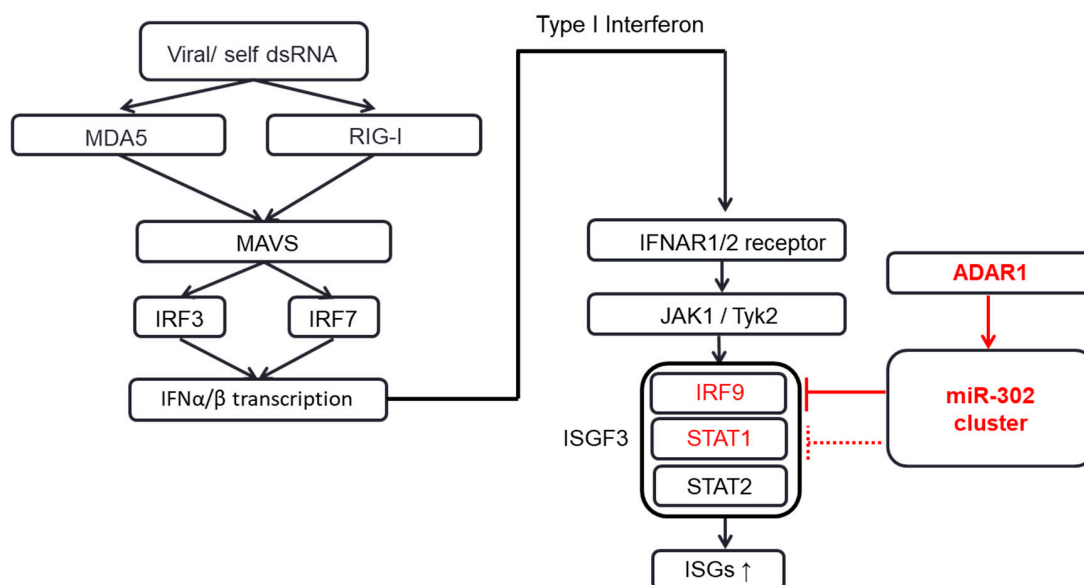 Type I Interferon
Viral/ self dsRNA
MDA5
RIG-I
MAVS
IRF3
IRF7
IFNα/β transcription
IFNAR1/2 receptor
JAK1 / Tyk2
ISGF3
IRF9
STAT1
STAT2
ISGs ↑
ADAR1
miR-302
cluster